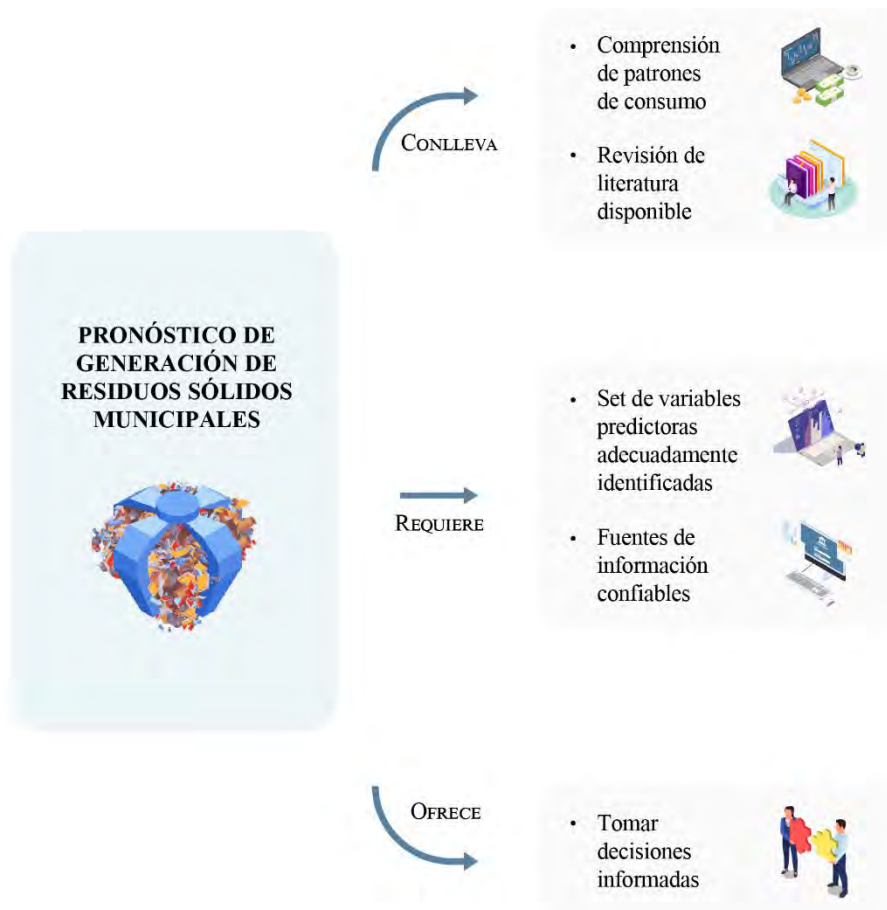 PRONÓSTICO DE
GENERACIÓN DE
RESIDUOS SÓLIDOS
MUNICIPALES
CONLLEVA
• Comprensión
de patrones
de consumo
• Revisión de
literatura
disponible
REQUIERE
• Set de variables
predictoras
adecuadamente
identificadas
• Fuentes de
información
confiables
OFRECE
• Tomar
decisiones
informadas